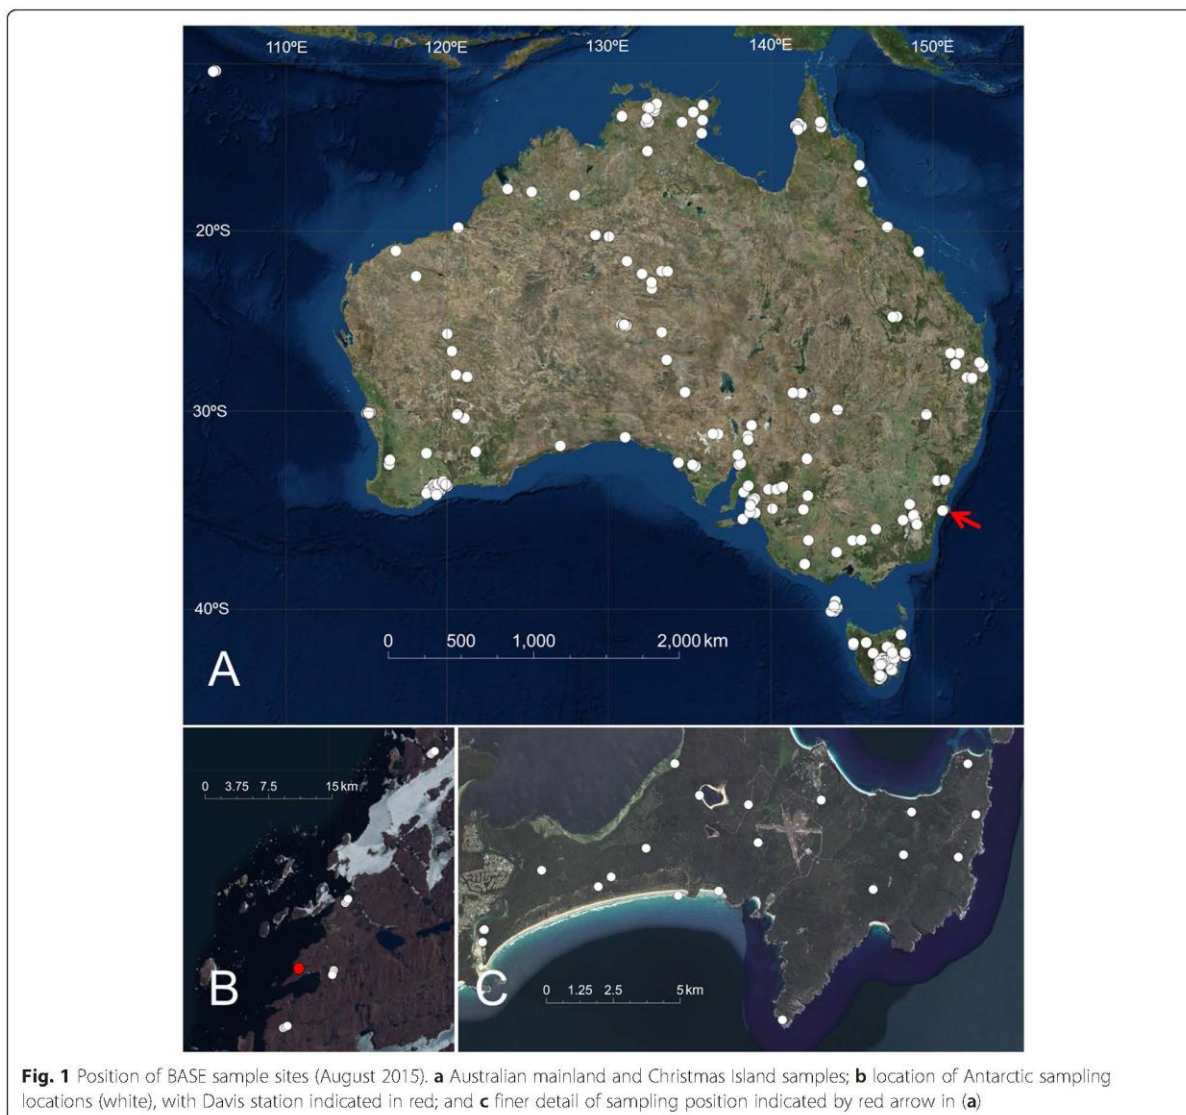 110ºE 120ºE 130ºE 140ºE 150ºE
20ºS
30ºS
40ºS
0 500 1,000 2,000 km
A
0 3.75 7.5 15 km
B
C
0 1.25 2.5 5 km
Fig. 1 Position of BASE sample sites (August 2015). a Australian mainland and Christmas Island samples; b location of Antarctic sampling
locations (white), with Davis station indicated in red; and c finer detail of sampling position indicated by red arrow in (a)